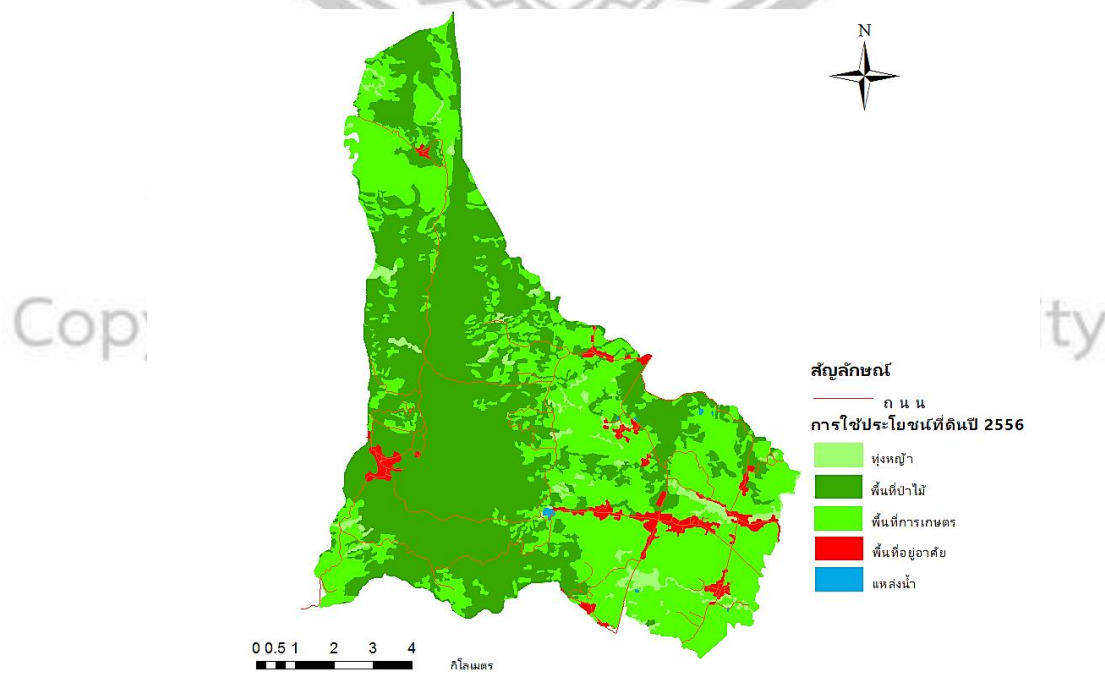 N
Cop
ty
สัญลักษณ์
ถ น น
การใช้ประโยชน์ที่ดินปี 2556
ทุ่งหญ้า
พื้นที่ป่าไม้
พื้นที่การเกษตร
พื้นที่อยู่อาศัย
แหล่งน้ำ
0 0.5 1 2 3 4
กิโลเมตร